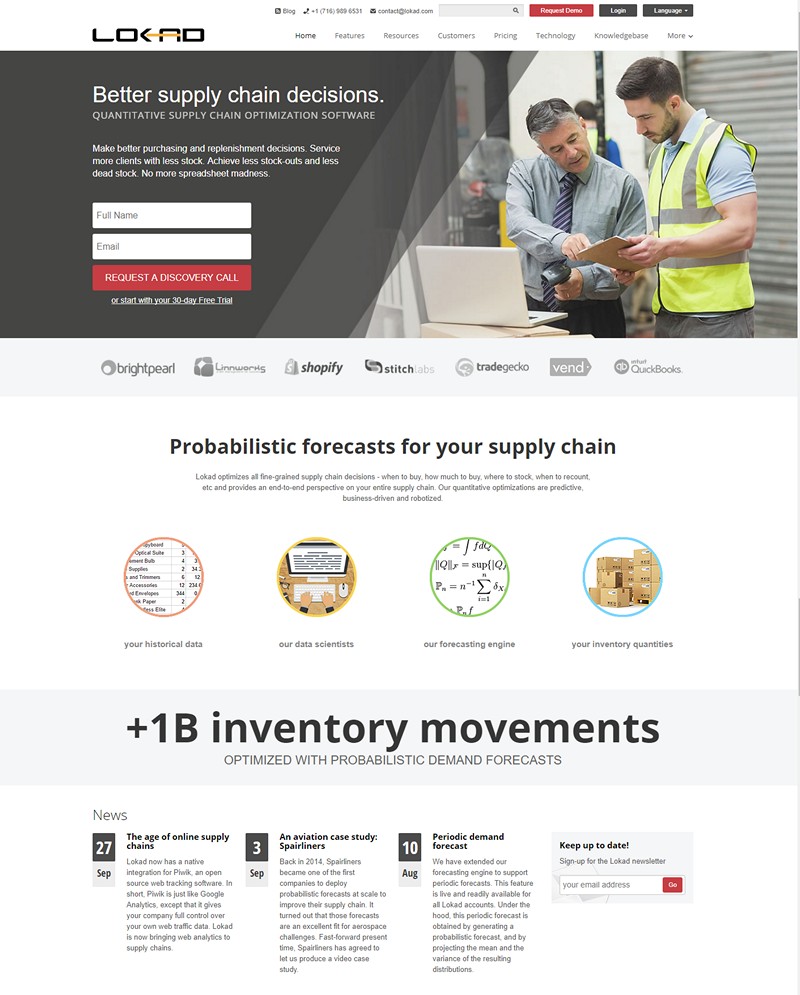 Blog +1 (716) 989 6531 contact@lokad.com Request Demo Login Language
LOKAD
Home Features Resources Customers Pricing Technology Knowledgebase More
Better supply chain decisions.
QUANTITATIVE SUPPLY CHAIN OPTIMIZATION SOFTWARE
Make better purchasing and replenishment decisions. Service
more clients with less stock. Achieve less stock-outs and less
dead stock. No more spreadsheet madness.
Full Name
Email
REQUEST A DISCOVERY CALL
or start with your 30-day Free Trial
brightpearl Linnworks shopify stitchlabs tradegecko vend intuit QuickBooks.
Probabilistic forecasts for your supply chain
Lokad optimizes all fine-grained supply chain decisions - when to buy, how much to buy, where to stock, when to recount,
etc and provides an end-to-end perspective on your entire supply chain. Our quantitative optimizations are predictive,
business-driven and robotized.
your historical data
our data scientists
our forecasting engine
your inventory quantities
+1B inventory movements
OPTIMIZED WITH PROBABILISTIC DEMAND FORECASTS
News
27
Sep
The age of online supply
chains
Lokad now has a native
integration for Piwik, an open
source web tracking software. In
short, Piwik is just like Google
Analytics, except that it gives
your company full control over
your own web traffic data. Lokad
is now bringing web analytics to
supply chains.
3
Sep
An aviation case study:
Spairliners
Back in 2014, Spairliners
became one of the first
companies to deploy
probabilistic forecasts at scale to
improve their supply chain. It
turned out that those forecasts
are an excellent fit for aerospace
challenges. Fast-forward present
time, Spairliners has agreed to
let us produce a video case
study.
10
Aug
Periodic demand
forecast
We have extended our
forecasting engine to support
periodic forecasts. This feature
is live and readily available for
all Lokad accounts. Under the
hood, this periodic forecast is
obtained by generating a
probabilistic forecast, and by
projecting the mean and the
variance of the resulting
distributions.
Keep up to date!
Sign-up for the Lokad newsletter
your email address Go